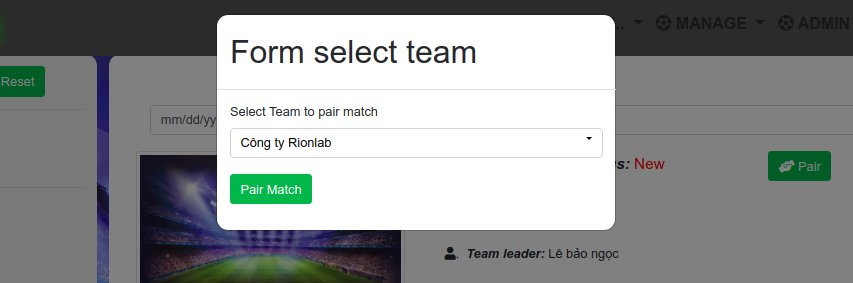 MANAGE
ADMIN
Form select team
Reset
Select Team to pair match
mm/dd/yy
Công ty Rionlab
New
Pair
Pair Match
Team leader: Lê bảo ngọc